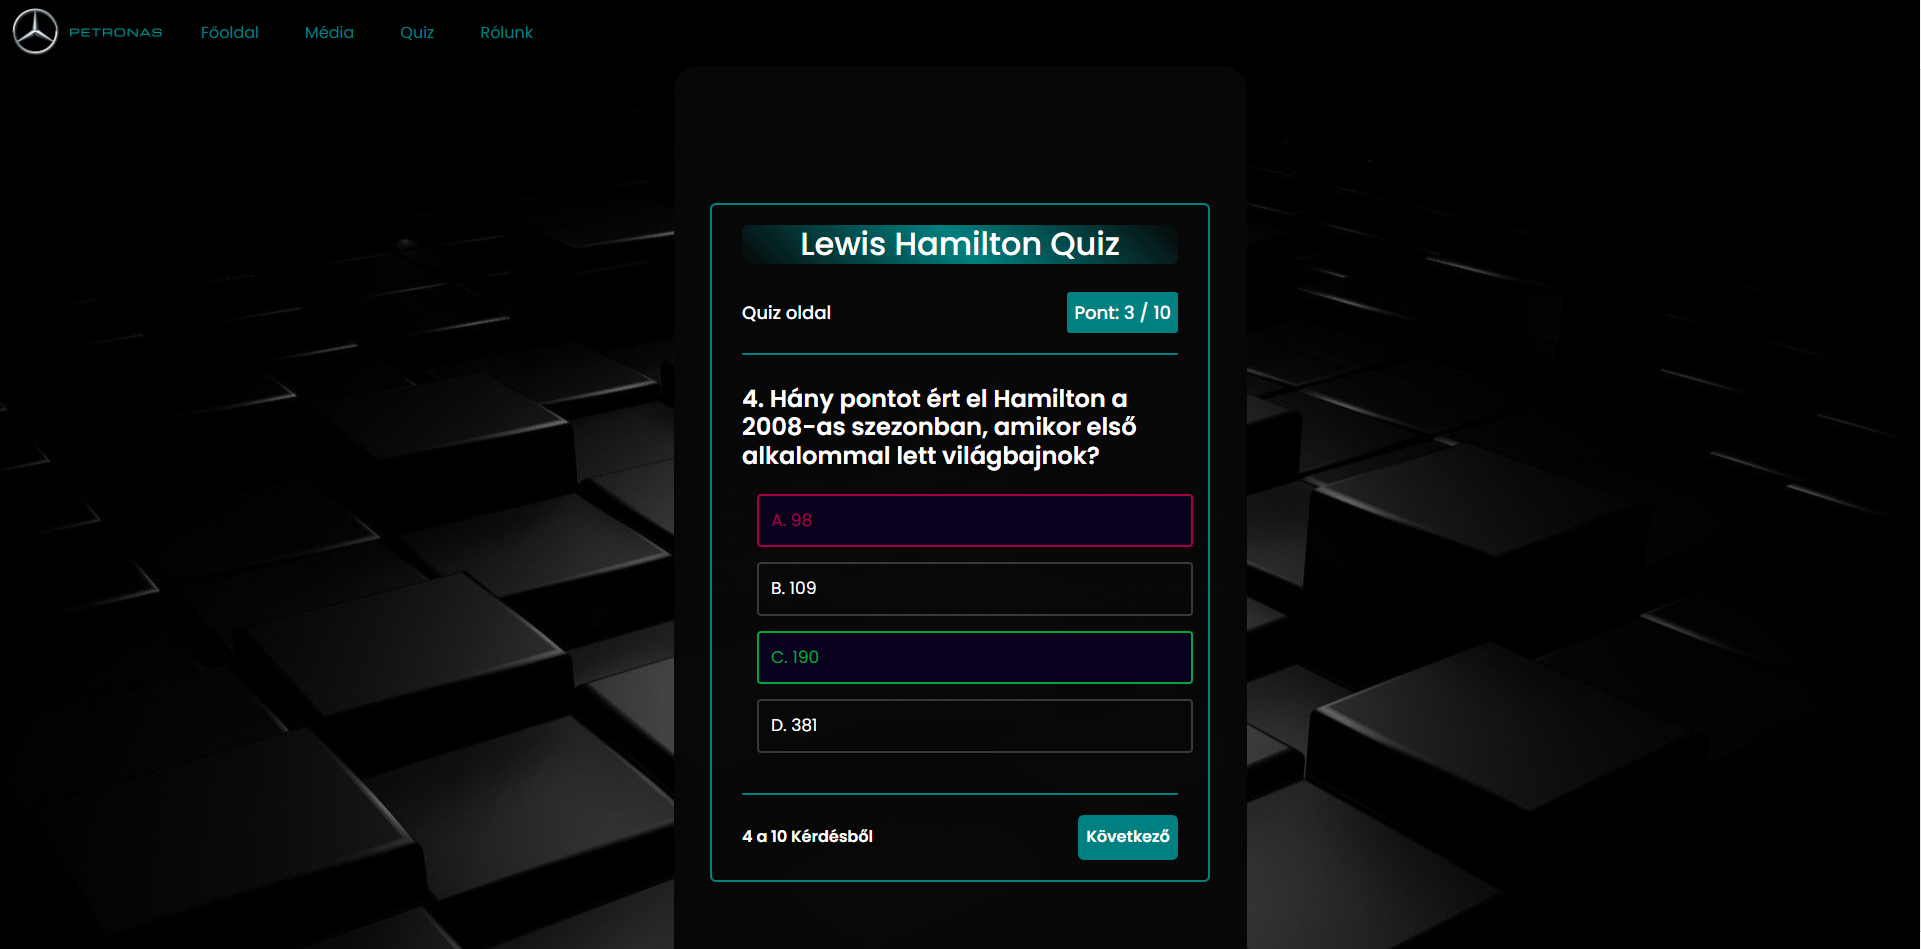 PETRONAS
Főoldal
Média
Quiz
Rólunk
Lewis Hamilton Quiz
Quiz oldal
Pont: 3 / 10
4. Hány pontot ért el Hamilton a
2008-as szezonban, amikor első
alkalommal lett világbajnok?
A. 98
B. 109
C. 190
D. 381
4 a 10 Kérdésből
Következő